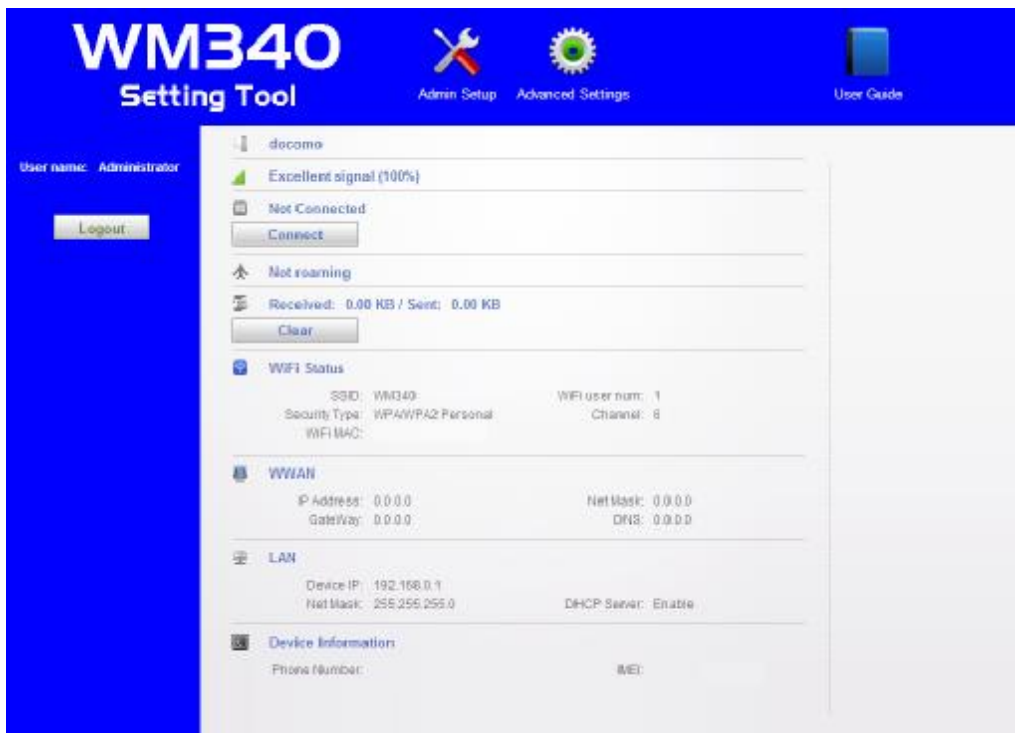 WM340
Setting Tool
Admin Setup
Advanced Settings
User Guide
User name: Administrator
Logout
docomo
Excellent signal (100%)
Not Connected
Connect
Not roaming
Received: 0.00 KB / Sent: 0.00 KB
Clear
WiFi Status
SSID: WM340 WiFi user num: 1
Security Type: WPA/WPA2 Personal Channel: 6
WiFi MAC:
WWAN
IP Address: 0.0.0.0 Net Mask: 0.0.0.0
GateWay: 0.0.0.0 DNS: 0.0.0.0
LAN
Device IP: 192.168.0.1
Net Mask: 255.255.255.0 DHCP Server: Enable
Device Information
Phone Number: IMEI: